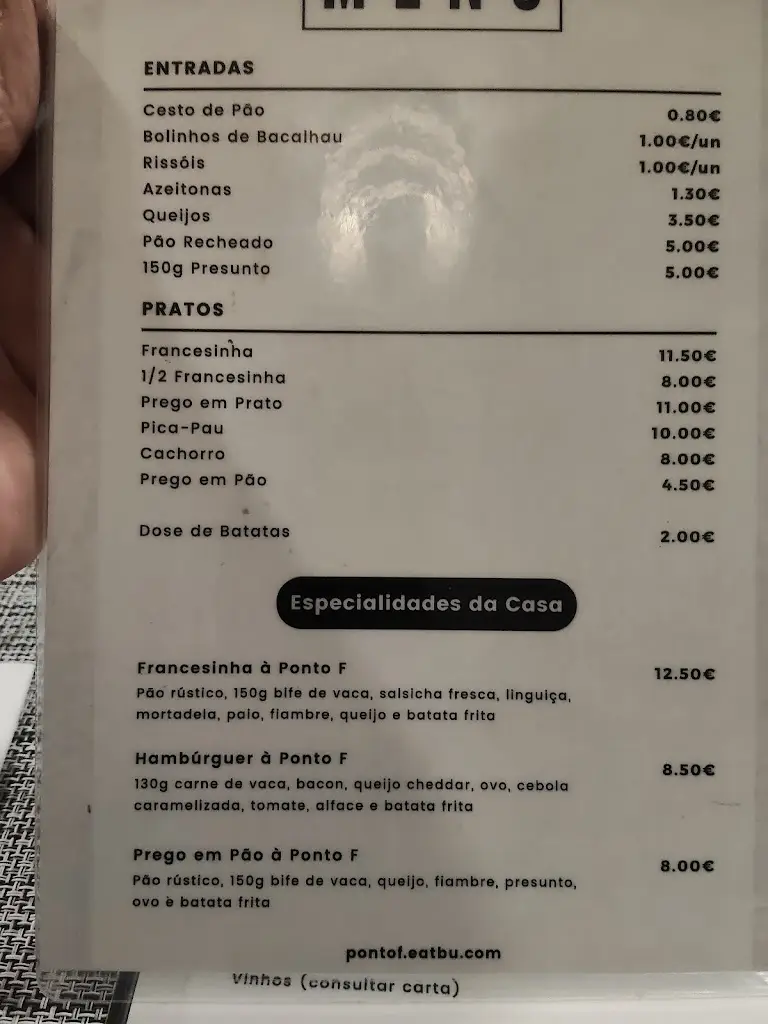 MENU
ENTRADAS
Cesto de Pão 0.80€
Bolinhos de Bacalhau 1.00€/un
Rissóis 1.00€/un
Azeitonas 1.30€
Queijos 3.50€
Pão Recheado 5.00€
150g Presunto 5.00€
PRATOS
Francesinha 11.50€
1/2 Francesinha 8.00€
Prego em Prato 11.00€
Pica-Pau 10.00€
Cachorro 8.00€
Prego em Pão 4.50€
Dose de Batatas 2.00€
Especialidades da Casa
Francesinha à Ponto F 12.50€
Pão rústico, 150g bife de vaca, salsicha fresca, linguiça,
mortadela, paio, fiambre, queijo e batata frita
Hambúrguer à Ponto F 8.50€
130g carne de vaca, bacon, queijo cheddar, ovo, cebola
caramelizada, tomate, alface e batata frita
Prego em Pão à Ponto F 8.00€
Pão rústico, 150g bife de vaca, queijo, fiambre, presunto,
ovo e batata frita
pontof.eatbu.com
Vinhos (consultar carta)